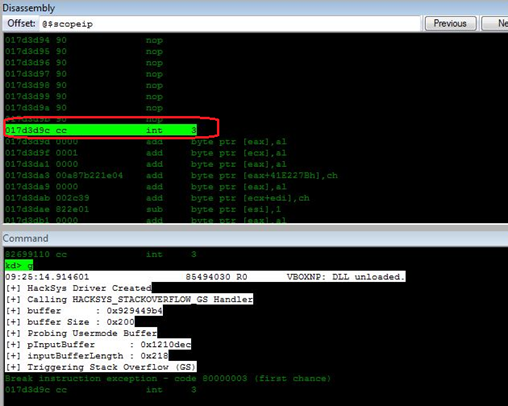 Disassembly
Offset: @$scopeip
Previous
Ne
017d3d94 90 nop
017d3d95 90 nop
017d3d96 90 nop
017d3d97 90 nop
017d3d98 90 nop
017d3d99 90 nop
017d3d9a 90 nop
017d3d9b 90 nop
017d3d9c cc int 3
017d3d9d 0000 add byte ptr [eax],al
017d3d9f 0001 add byte ptr [ecx],al
017d3da1 0000 add byte ptr [eax],al
017d3da3 00a87b221e04 add byte ptr [eax+41E227Bh],ch
017d3da9 0000 add byte ptr [eax],al
017d3dab 002c39 add byte ptr [ecx+edi],ch
017d3dae 822e01 sub byte ptr [esi],1
017d3db1 0000 add byte ptr [eax],al
Command
82699110 cc int 3
kd> g
09:25:14.914601 85494030 R0 VBOXNP: DLL unloaded.
[+] HackSys Driver Created
[+] Calling HACKSYS_STACKOVERFLOW_GS Handler
[+] buffer : 0x929449b4
[+] buffer Size : 0x200
[+] Probing Usermode Buffer
[+] pInputBuffer : 0x1210dec
[+] inputBufferLength : 0x218
[+] Triggering Stack Overflow (GS)
Break instruction exception - code 80000003 (first chance)
017d3d9c cc int 3